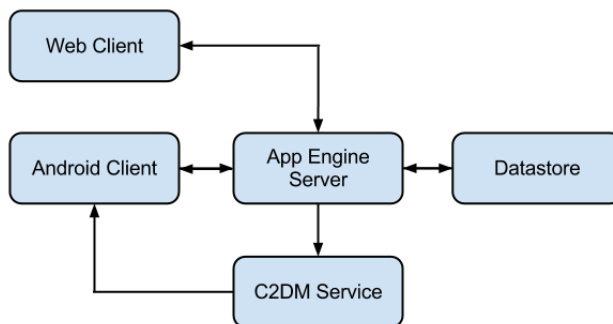 Web Client
Android Client
App Engine
Server
Datastore
C2DM Service